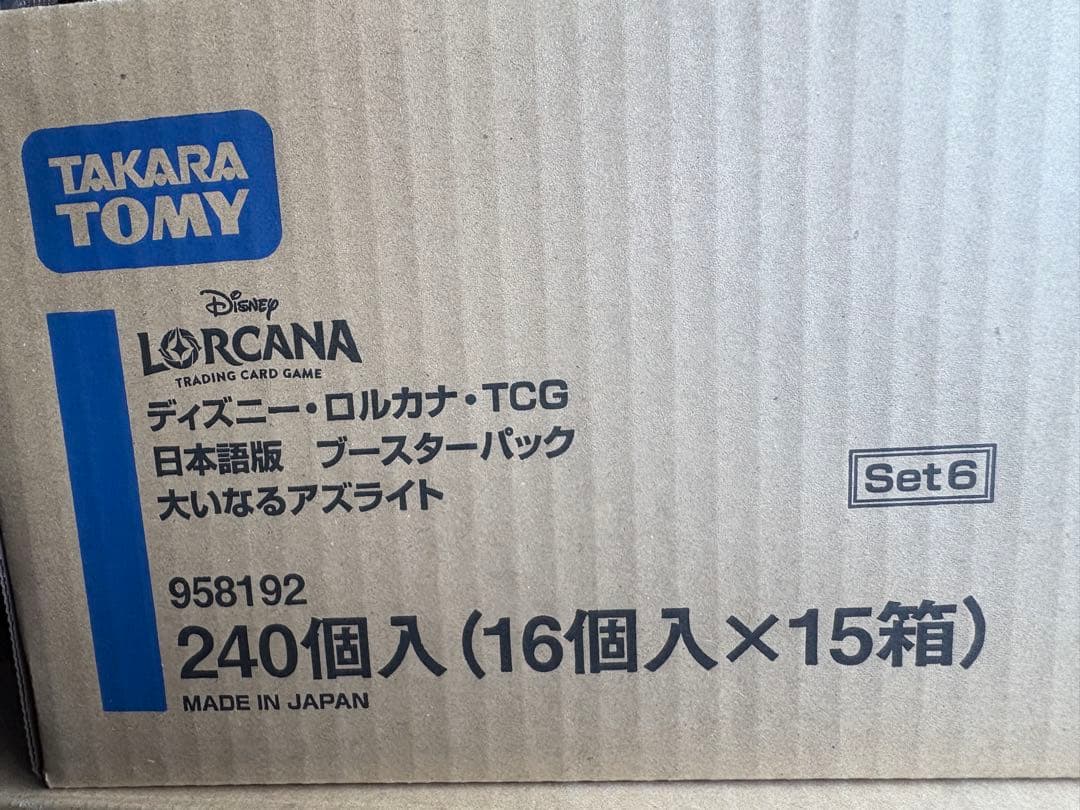 TAKARA
TOMY
Disney
LORCANA
TRADING CARD GAME
ディズニー・ロルカナ・TCG
日本語版 ブースターパック
大いなるアズライト
Set6
958192
240個入(16個入×15箱)
MADE IN JAPAN